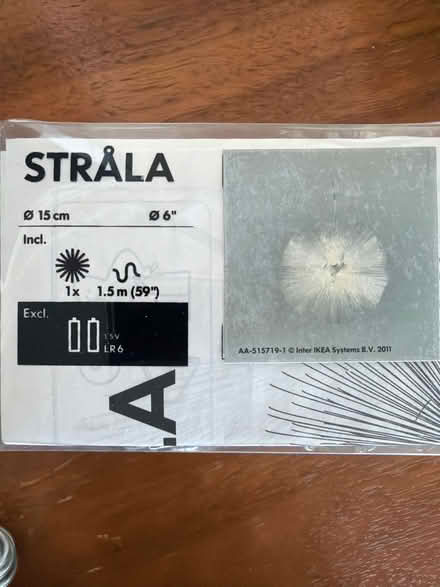 STRÅLA
Ø 15 cm Ø 6"
Incl.
1x 1.5 m (59")
Excl.
1.5V
LR6
AA-515719-1 © Inter IKEA Systems B.V. 2011
LA